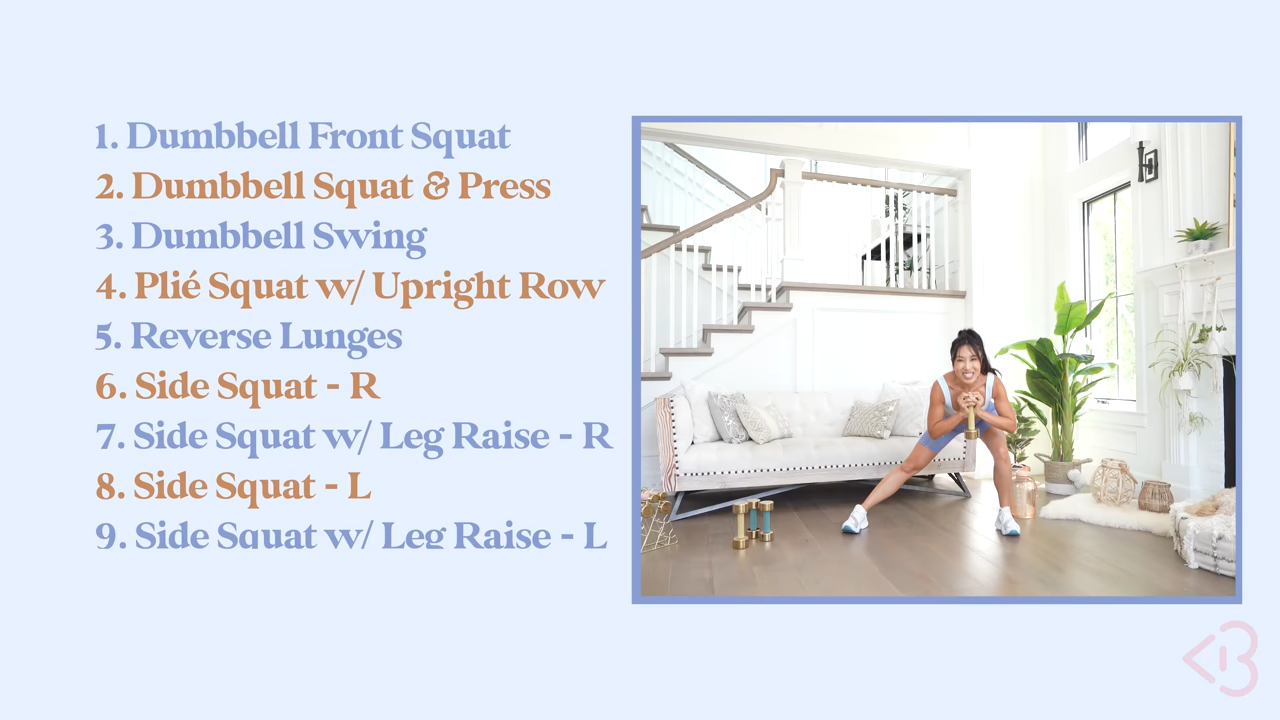 1. Dumbbell Front Squat
2. Dumbbell Squat & Press
3. Dumbbell Swing
4. Plié Squat w/ Upright Row
5. Reverse Lunges
6. Side Squat - R
7. Side Squat w/ Leg Raise - R
8. Side Squat - L
9. Side Squat w/ Leg Raise - L